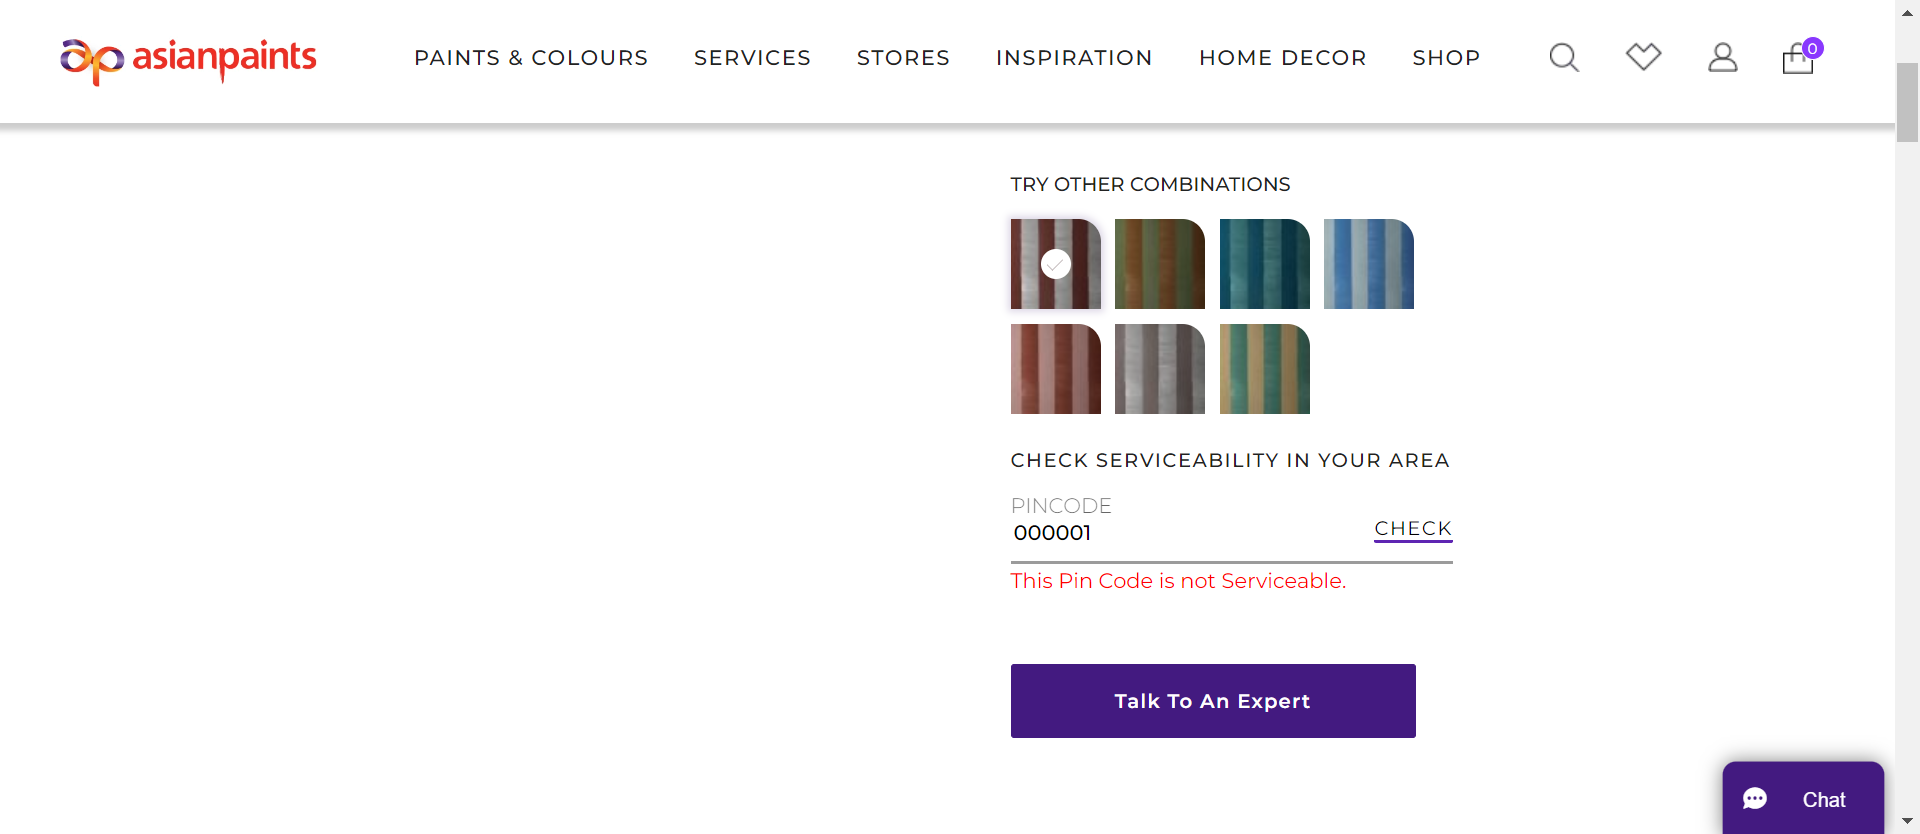 asianpaints
PAINTS & COLOURS SERVICES STORES INSPIRATION HOME DECOR SHOP
0
TRY OTHER COMBINATIONS
CHECK SERVICEABILITY IN YOUR AREA
PINCODE
000001
CHECK
This Pin Code is not Serviceable.
Talk To An Expert
Chat